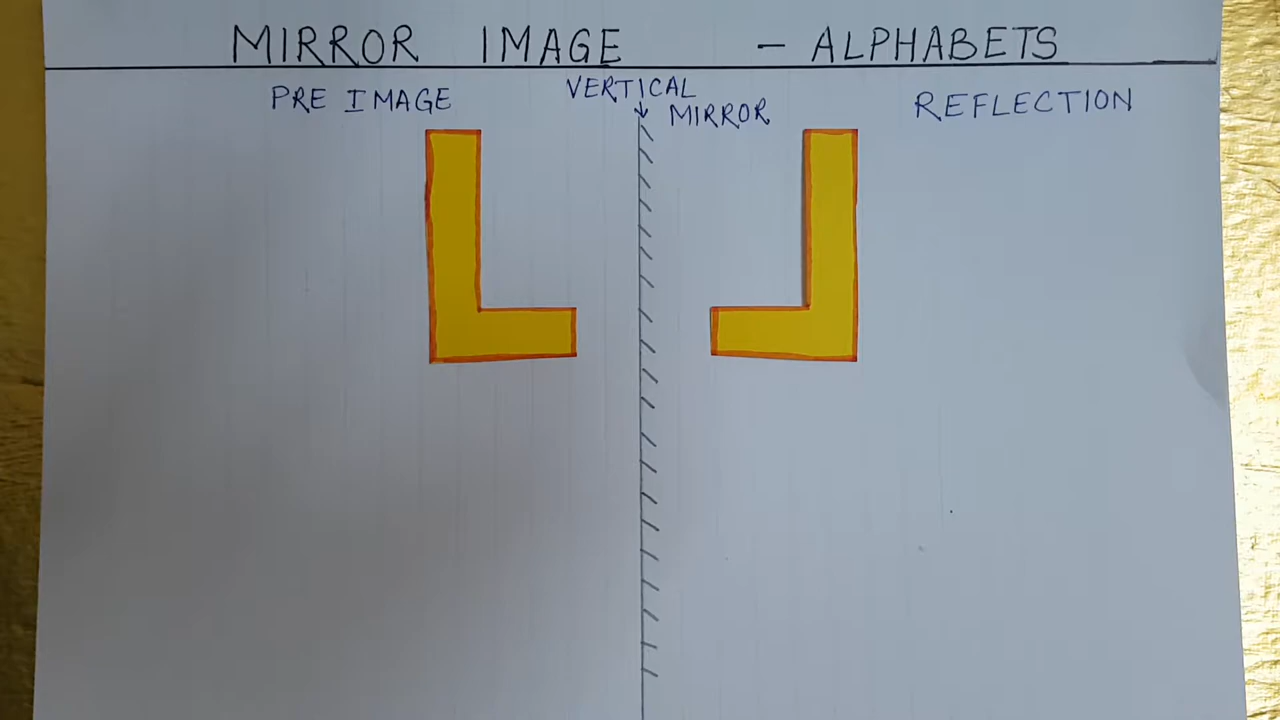 MIRROR IMAGE - ALPHABETS
PRE IMAGE
VERTICAL
MIRROR
REFLECTION
L